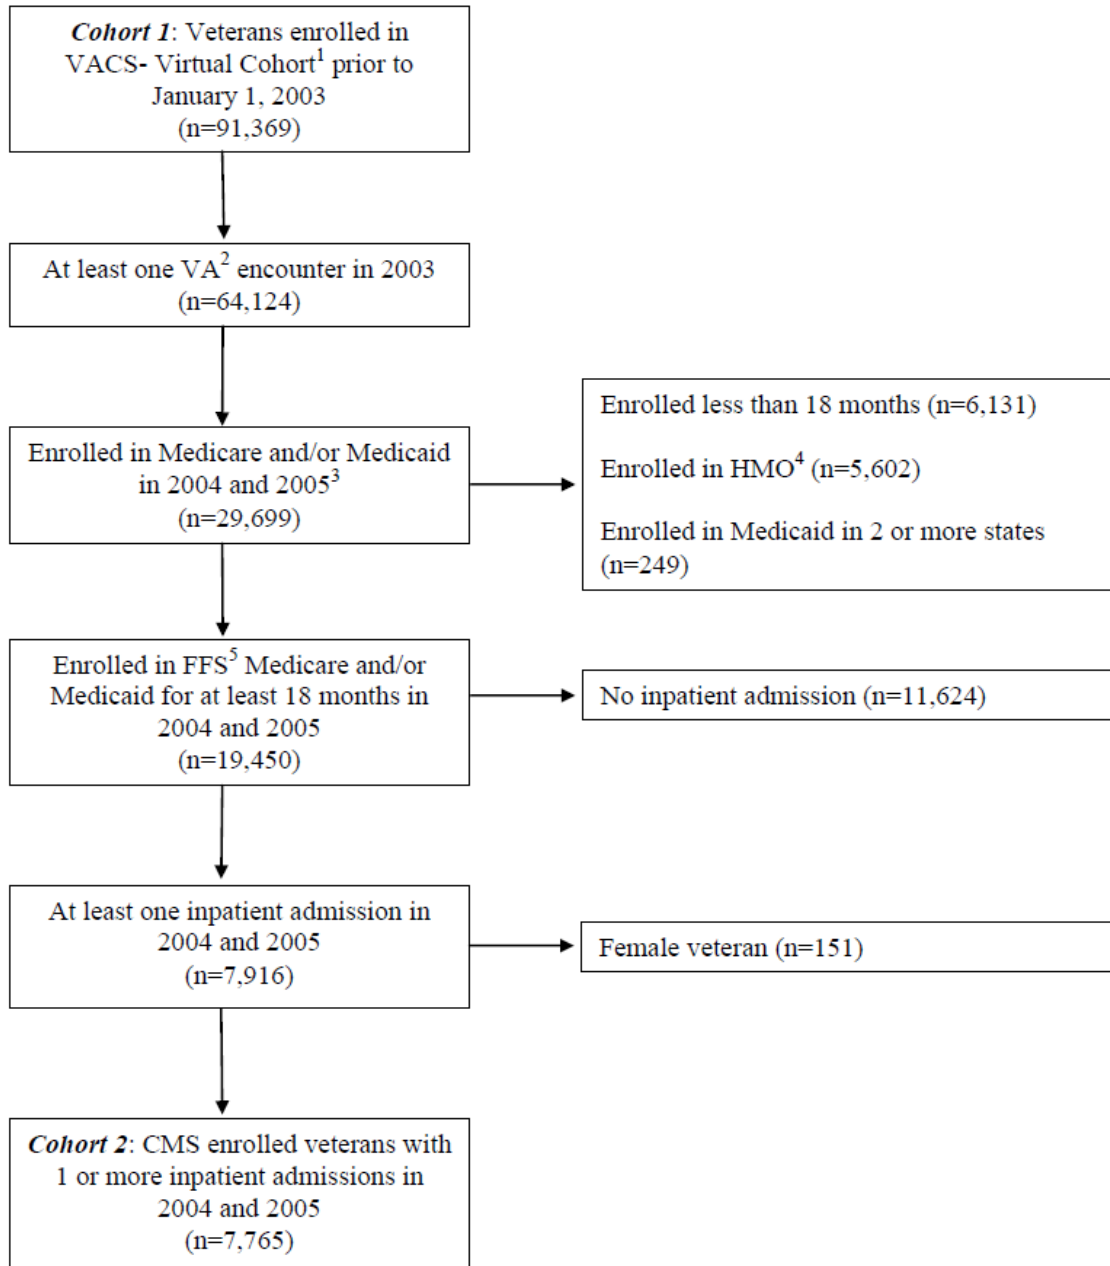 Cohort 1: Veterans enrolled in
VACS- Virtual Cohort¹ prior to
January 1, 2003
(n=91,369)
At least one VA² encounter in 2003
(n=64,124)
Enrolled in Medicare and/or Medicaid
in 2004 and 2005³
(n=29,699)
Enrolled less than 18 months (n=6,131)
Enrolled in HMO⁴ (n=5,602)
Enrolled in Medicaid in 2 or more states
(n=249)
Enrolled in FFS⁵ Medicare and/or
Medicaid for at least 18 months in
2004 and 2005
(n=19,450)
No inpatient admission (n=11,624)
At least one inpatient admission in
2004 and 2005
(n=7,916)
Female veteran (n=151)
Cohort 2: CMS enrolled veterans with
1 or more inpatient admissions in
2004 and 2005
(n=7,765)